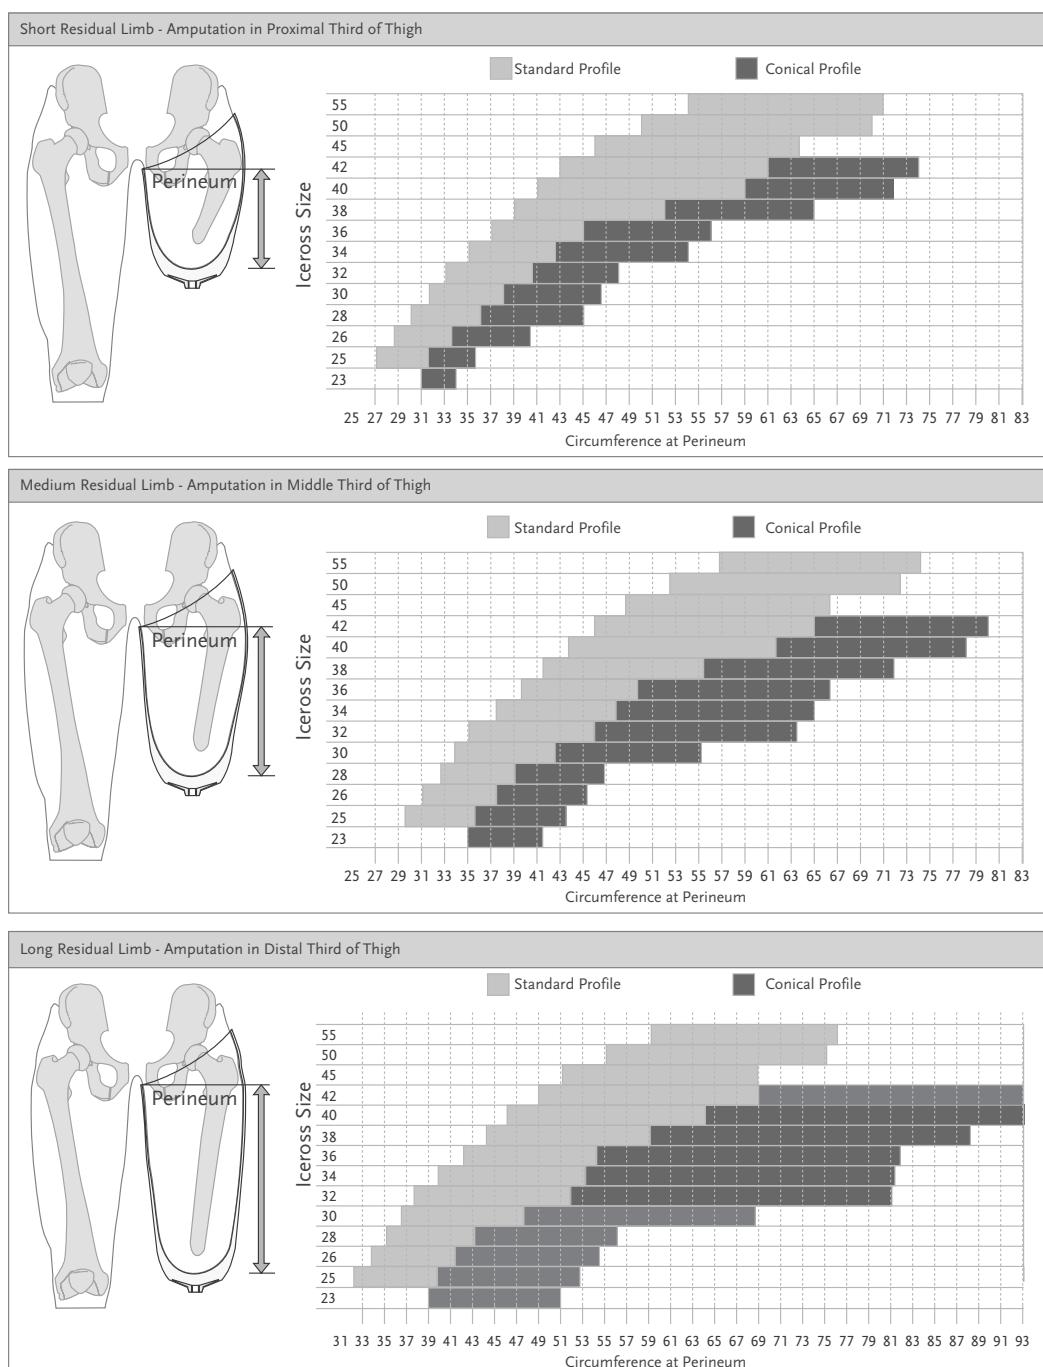 Short Residual Limb - Amputation in Proximal Third of Thigh
Standard Profile Conical Profile
Perineum
Iceross Size
55
50
45
42
40
38
36
34
32
30
28
26
25
23
25 27 29 31 33 35 37 39 41 43 45 47 49 51 53 55 57 59 61 63 65 67 69 71 73 75 77 79 81 83
Circumference at Perineum
Medium Residual Limb - Amputation in Middle Third of Thigh
Standard Profile Conical Profile
Perineum
Iceross Size
55
50
45
42
40
38
36
34
32
30
28
26
25
23
25 27 29 31 33 35 37 39 41 43 45 47 49 51 53 55 57 59 61 63 65 67 69 71 73 75 77 79 81 83
Circumference at Perineum
Long Residual Limb - Amputation in Distal Third of Thigh
Standard Profile Conical Profile
Perineum
Iceross Size
55
50
45
42
40
38
36
34
32
30
28
26
25
23
31 33 35 37 39 41 43 45 47 49 51 53 55 57 59 61 63 65 67 69 71 73 75 76 83 85 87 89 91 93
Circumference at Perineum